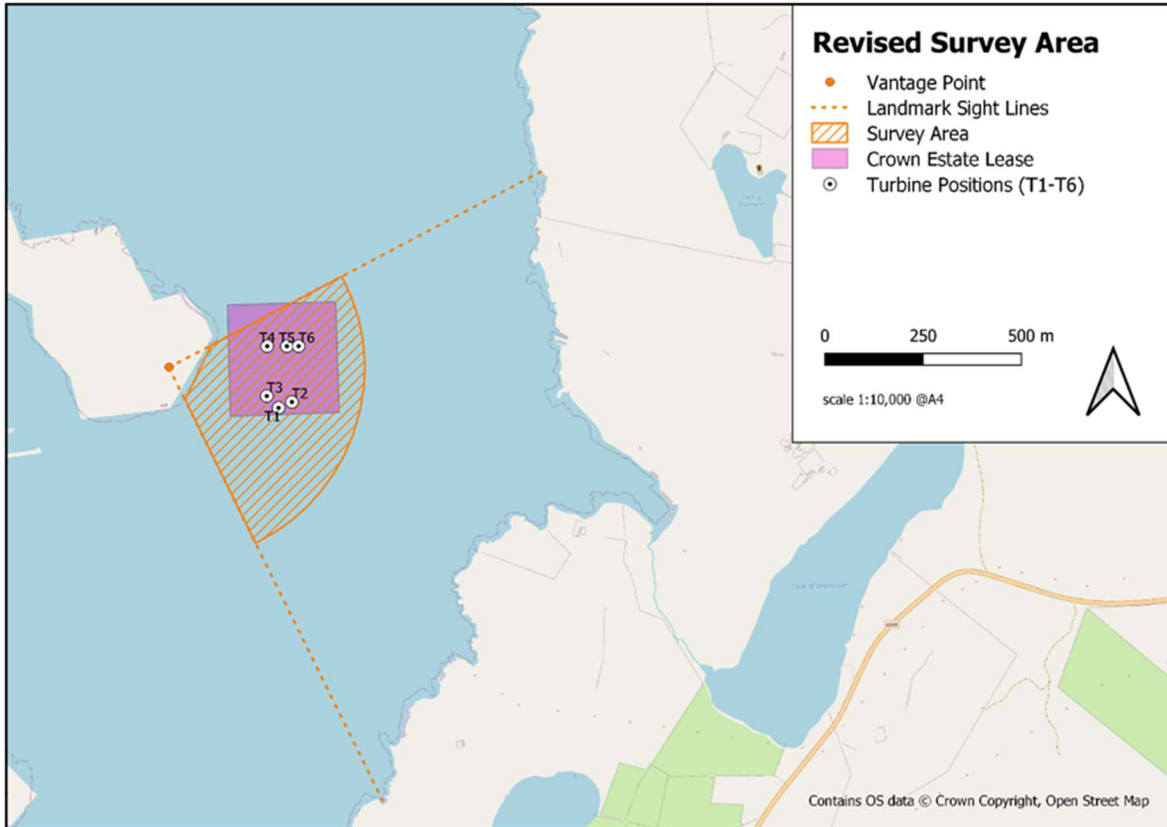 Revised Survey Area
Vantage Point
Landmark Sight Lines
Survey Area
Crown Estate Lease
Turbine Positions (T1-T6)
0 250 500 m
scale 1:10,000 @A4
T4 T5 T6
T3
T2
T1
Contains OS data © Crown Copyright, Open Street Map